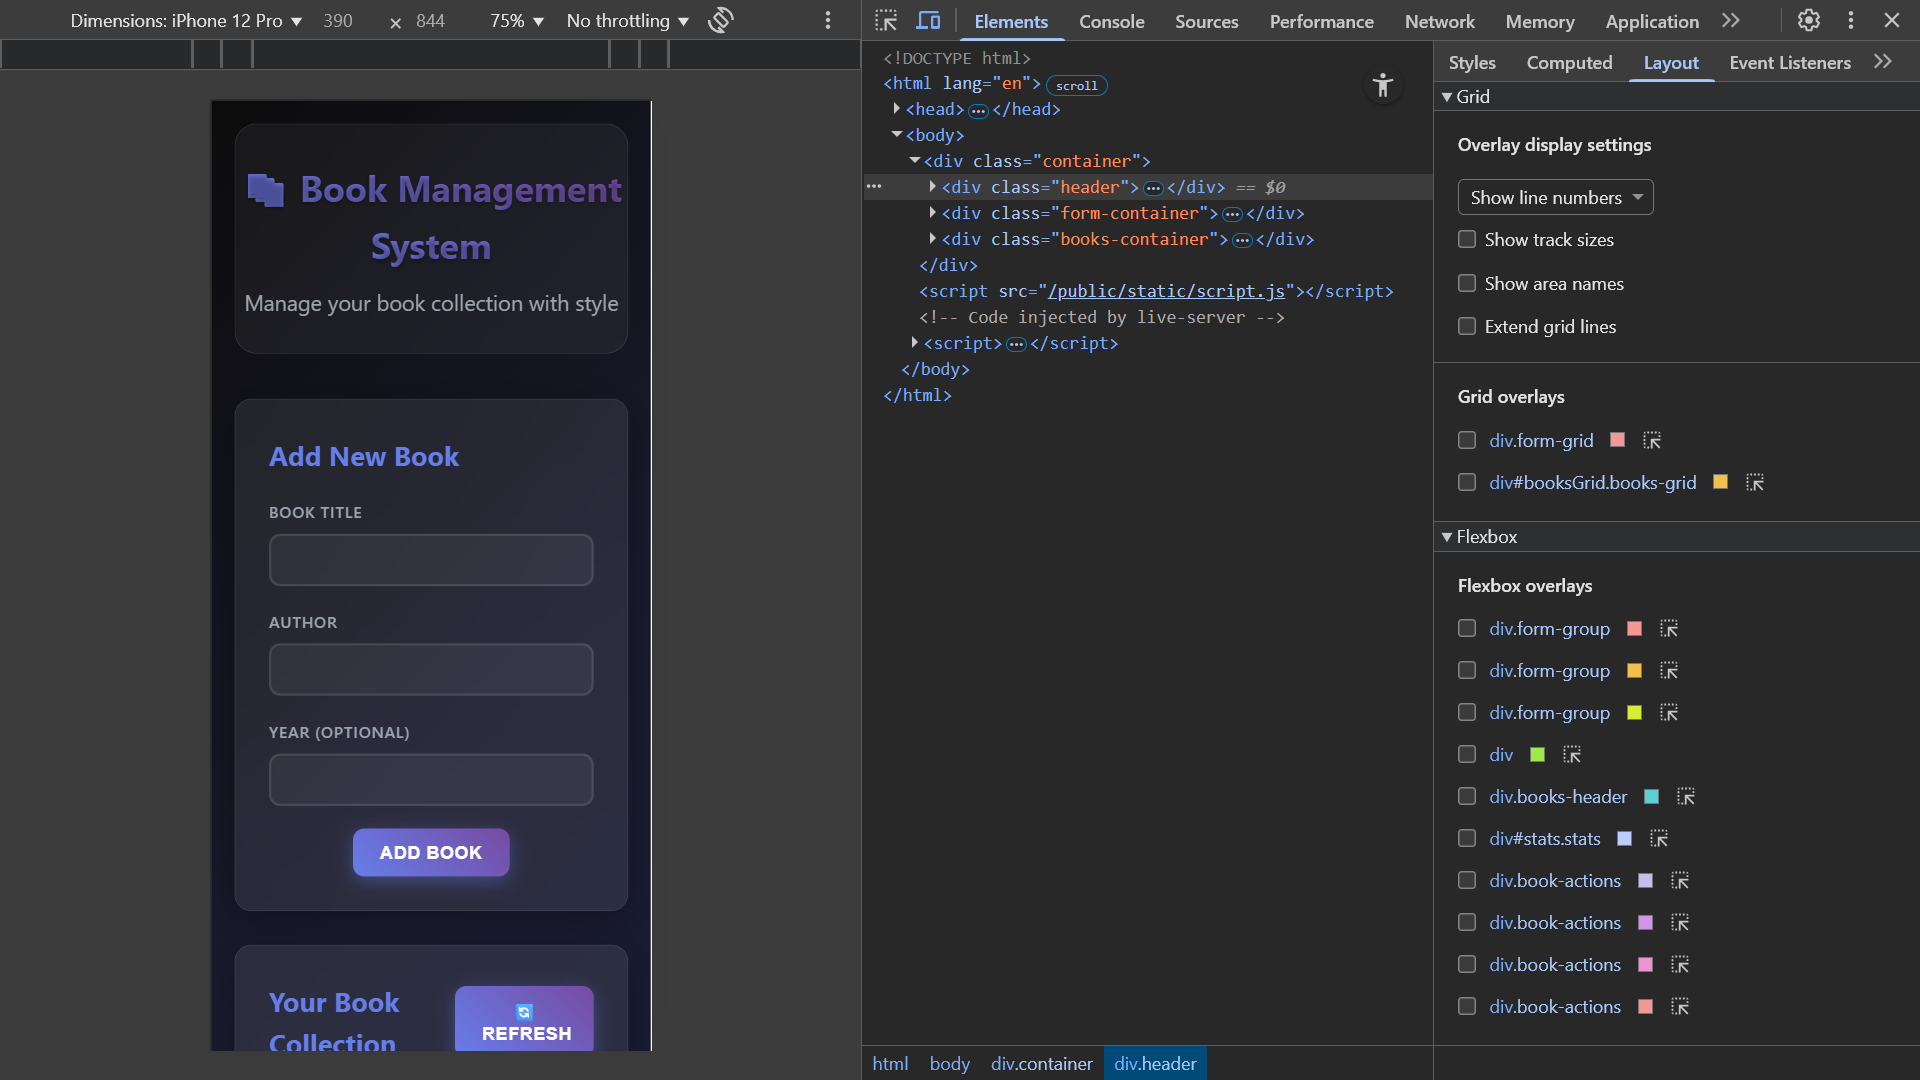 Dimensions: iPhone 12 Pro ▼ 390 × 844 75% ▼ No throttling ▼
📚 Book Management
System
Manage your book collection with style
Add New Book
BOOK TITLE
AUTHOR
YEAR (OPTIONAL)
ADD BOOK
Your Book
Collection
🔄
REFRESH
Elements Console Sources Performance Network Memory Application
<!DOCTYPE html>
<html lang="en"> scroll
<head>…</head>
<body>
<div class="container">
<div class="header">…</div> == $0
<div class="form-container">…</div>
<div class="books-container">…</div>
</div>
<script src="/public/static/script.js"></script>
<!-- Code injected by live-server -->
<script>…</script>
</body>
</html>
html body div.container div.header
Styles Computed Layout Event Listeners
▼ Grid
Overlay display settings
Show line numbers
Show track sizes
Show area names
Extend grid lines
Grid overlays
div.form-grid
div#booksGrid.books-grid
▼ Flexbox
Flexbox overlays
div.form-group
div.form-group
div.form-group
div
div.books-header
div#stats.stats
div.book-actions
div.book-actions
div.book-actions
div.book-actions